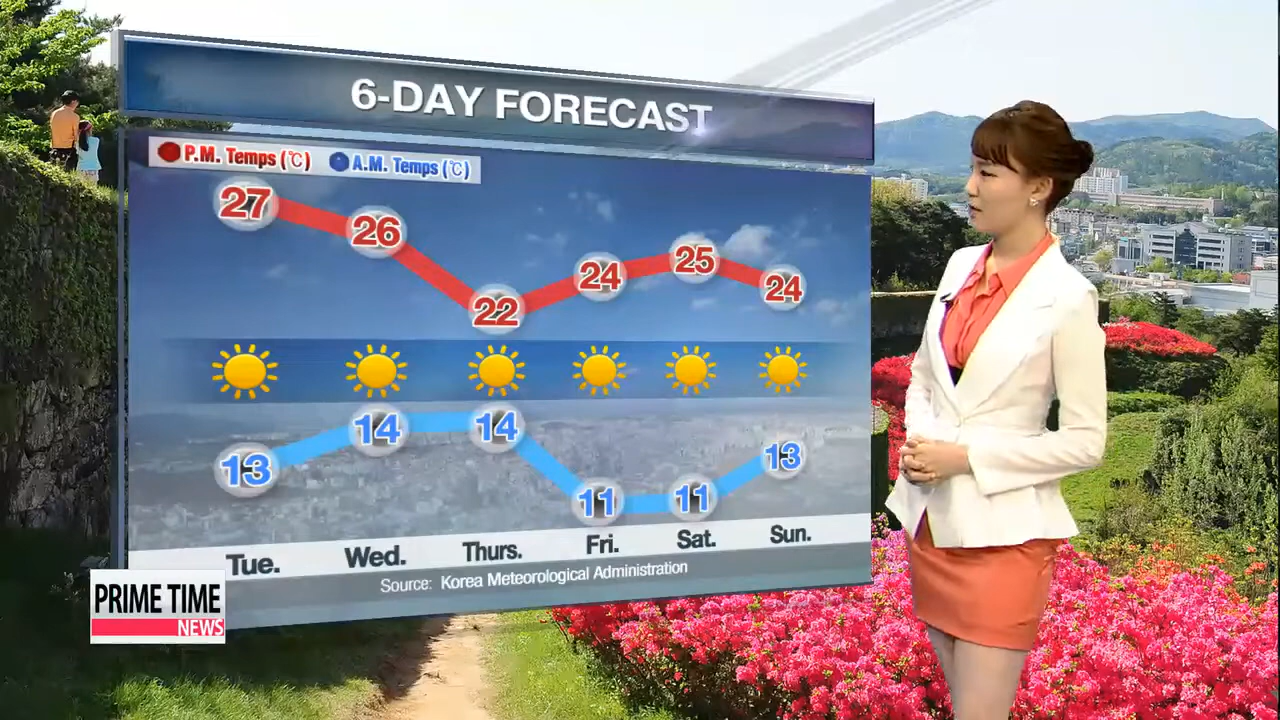 6-DAY FORECAST
P.M. Temps (℃) A.M. Temps (℃)
27 26 22 24 25 24
13 14 14 11 11 13
Tue. Wed. Thurs. Fri. Sat. Sun.
Source: Korea Meteorological Administration
PRIME TIME
NEWS